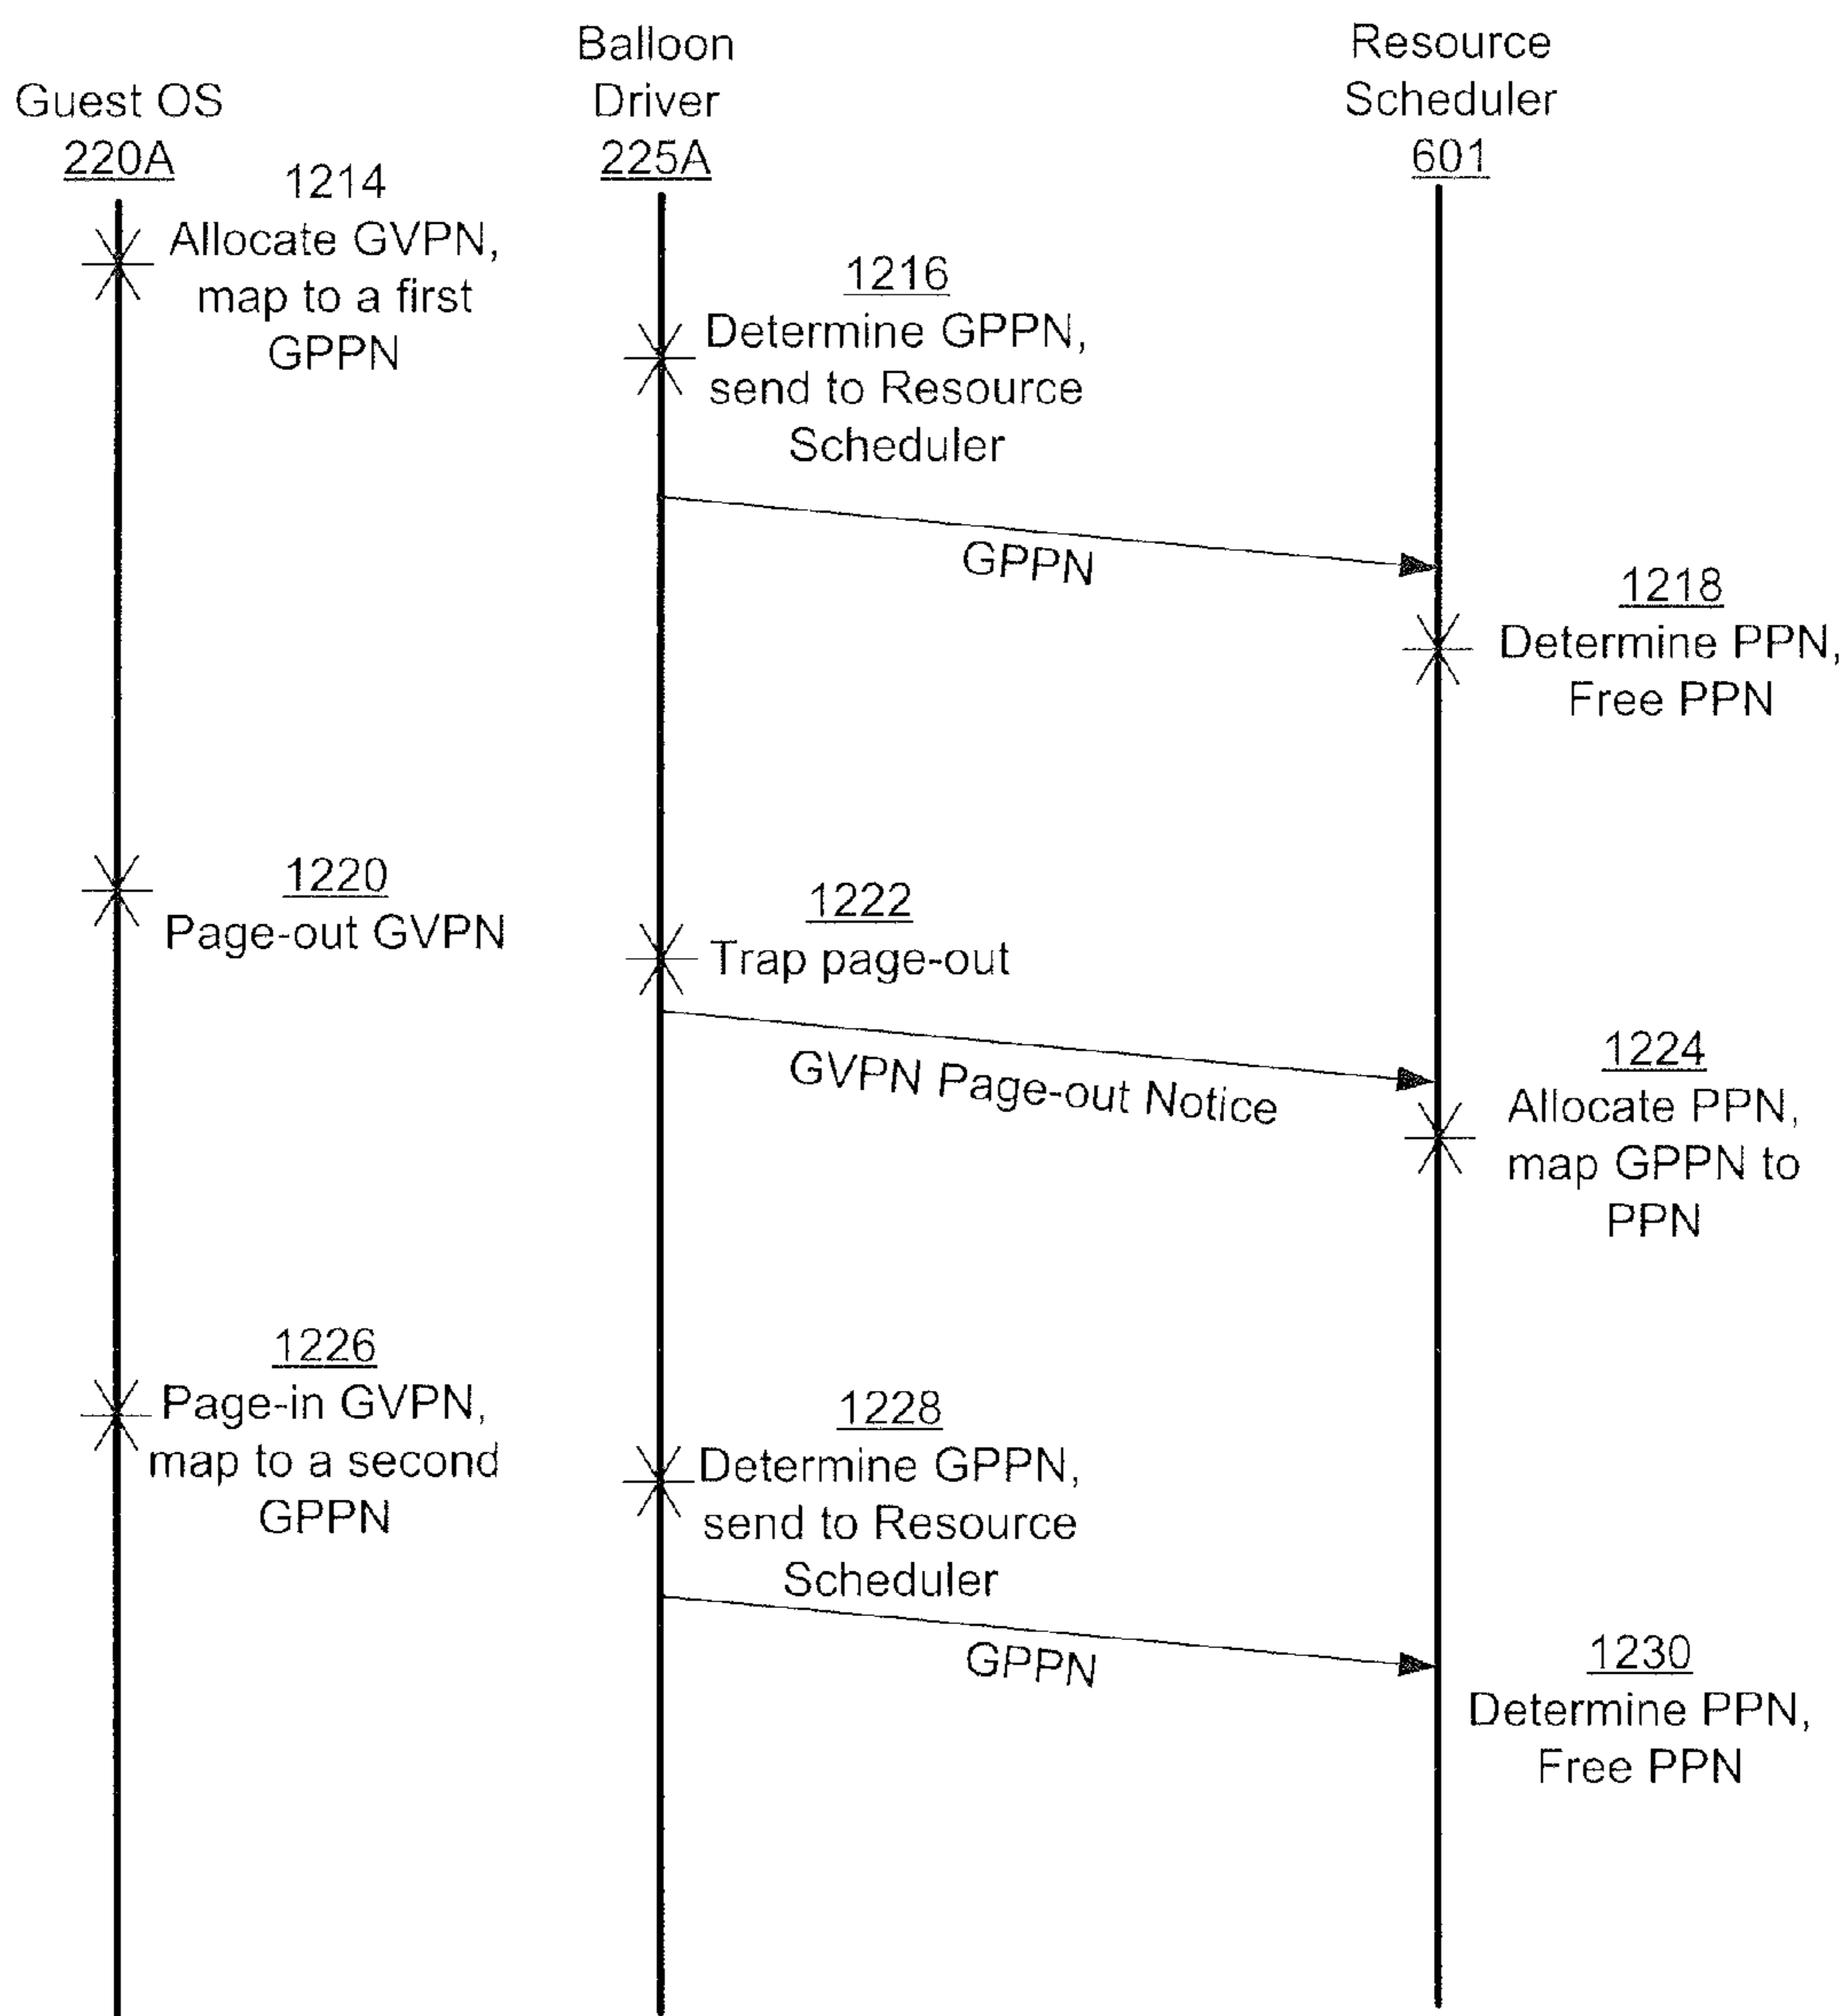 Guest OS
220A
Balloon
Driver
225A
Resource
Scheduler
601
1214
Allocate GVPN,
map to a first
GPPN
1216
Determine GPPN,
send to Resource
Scheduler
GPPN
1218
Determine PPN,
Free PPN
1220
Page-out GVPN
1222
Trap page-out
GVPN Page-out Notice
1224
Allocate PPN,
map GPPN to
PPN
1226
Page-in GVPN,
map to a second
GPPN
1228
Determine GPPN,
send to Resource
Scheduler
GPPN
1230
Determine PPN,
Free PPN